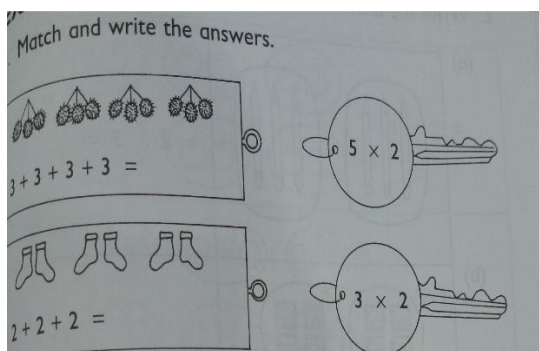 Match and write the answers.
3 + 3 + 3 + 3 =
5 × 2
2 + 2 + 2 =
3 × 2